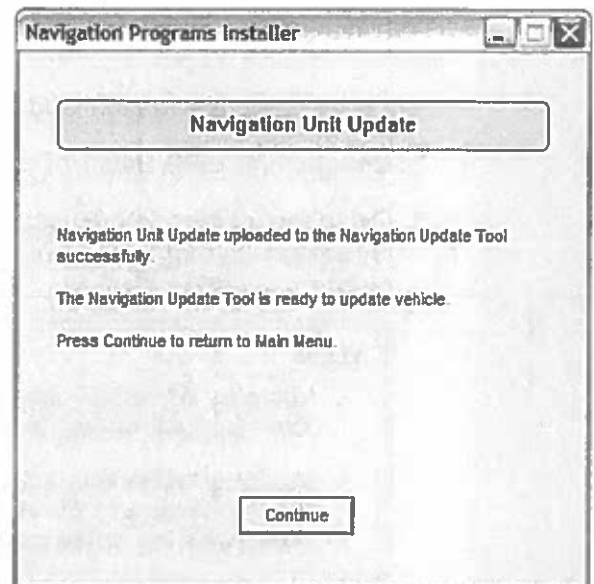 Navigation Programs Installer
Navigation Unit Update
Navigation Unit Update uploaded to the Navigation Update Tool
successfully.
The Navigation Update Tool is ready to update vehicle.
Press Continue to return to Main Menu.
Continue